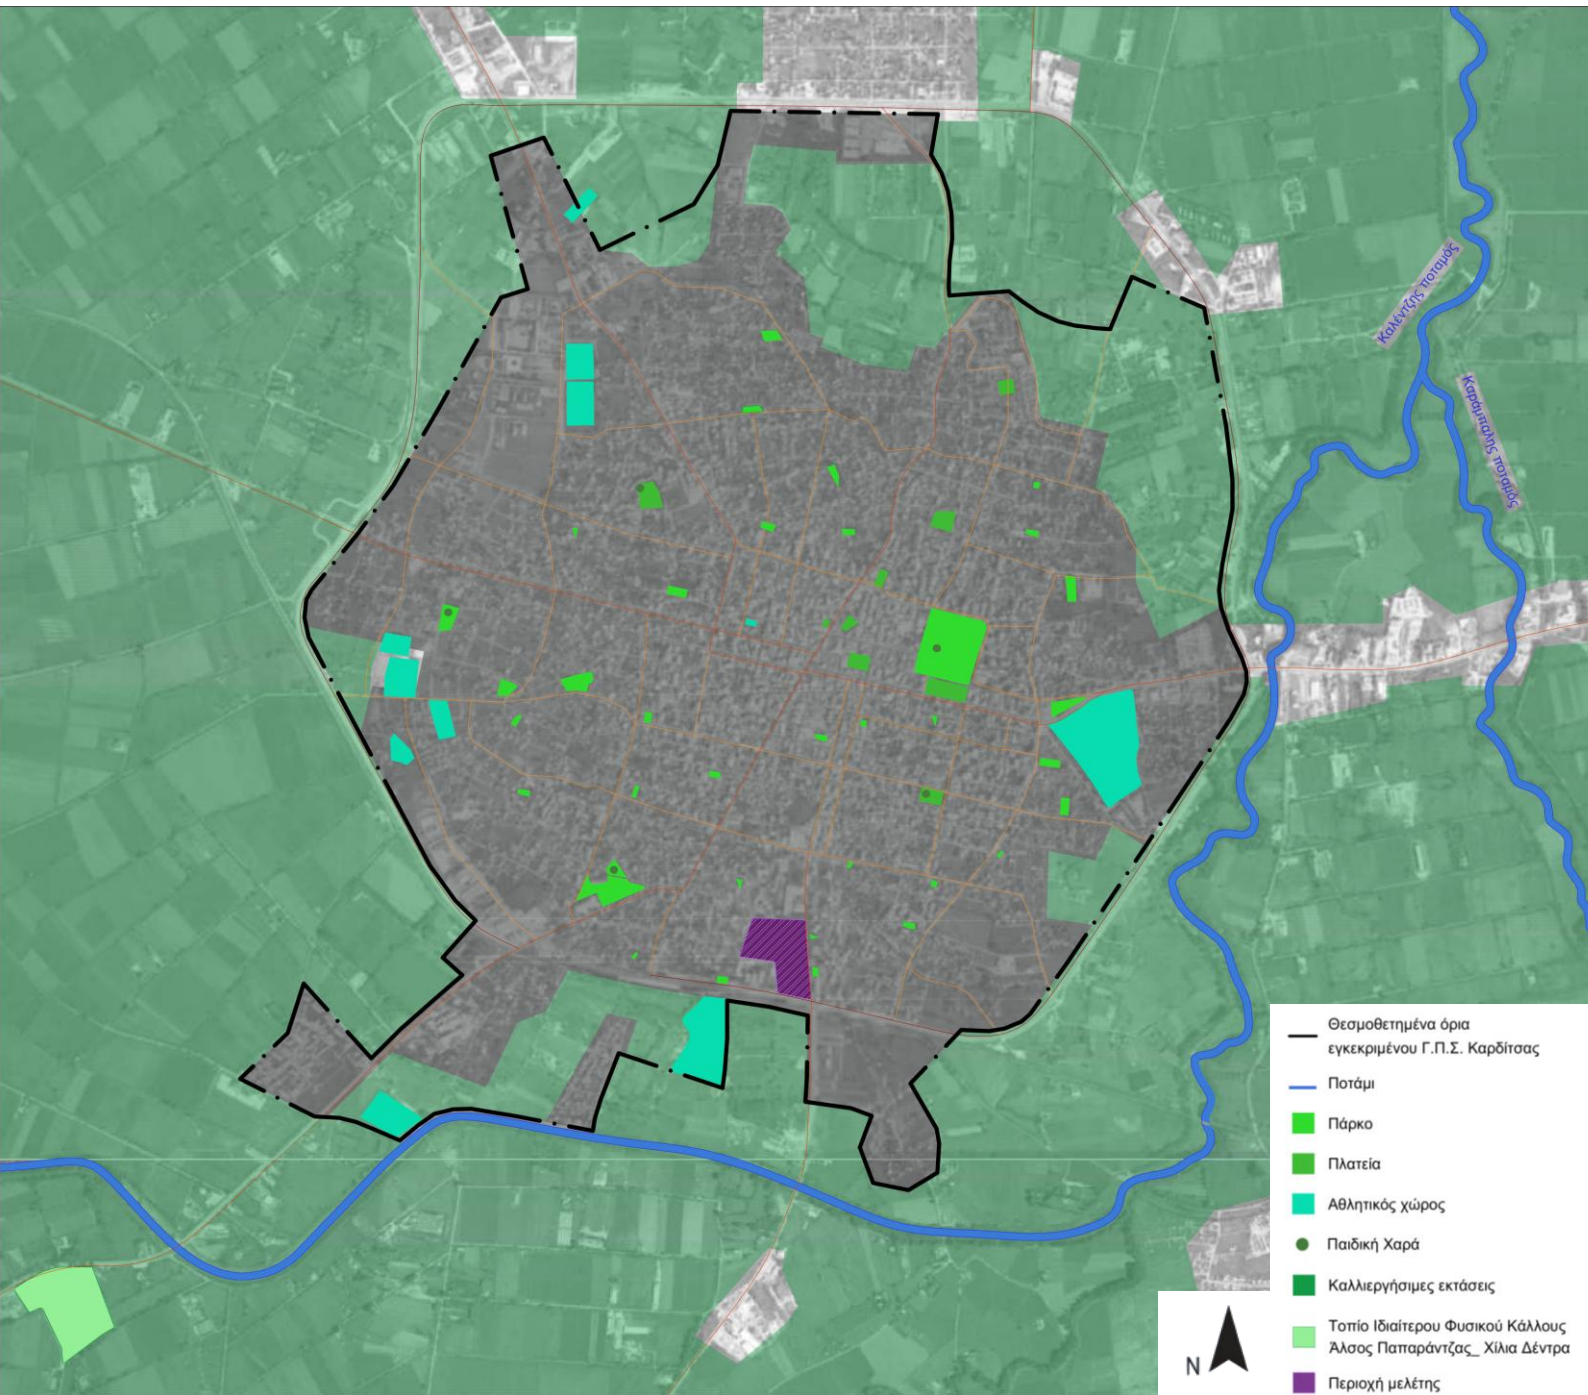 Καλέντζης ποταμός
Καράμπαλης ποταμός
Θεσμοθετημένα όρια
εγκεκριμένου Γ.Π.Σ. Καρδίτσας
Ποτάμι
Πάρκο
Πλατεία
Αθλητικός χώρος
Παιδική Χαρά
Καλλιεργήσιμες εκτάσεις
Τοπίο Ιδιαίτερου Φυσικού Κάλλους
Άλσος Παπαράντζας_ Χίλια Δέντρα
Περιοχή μελέτης
N